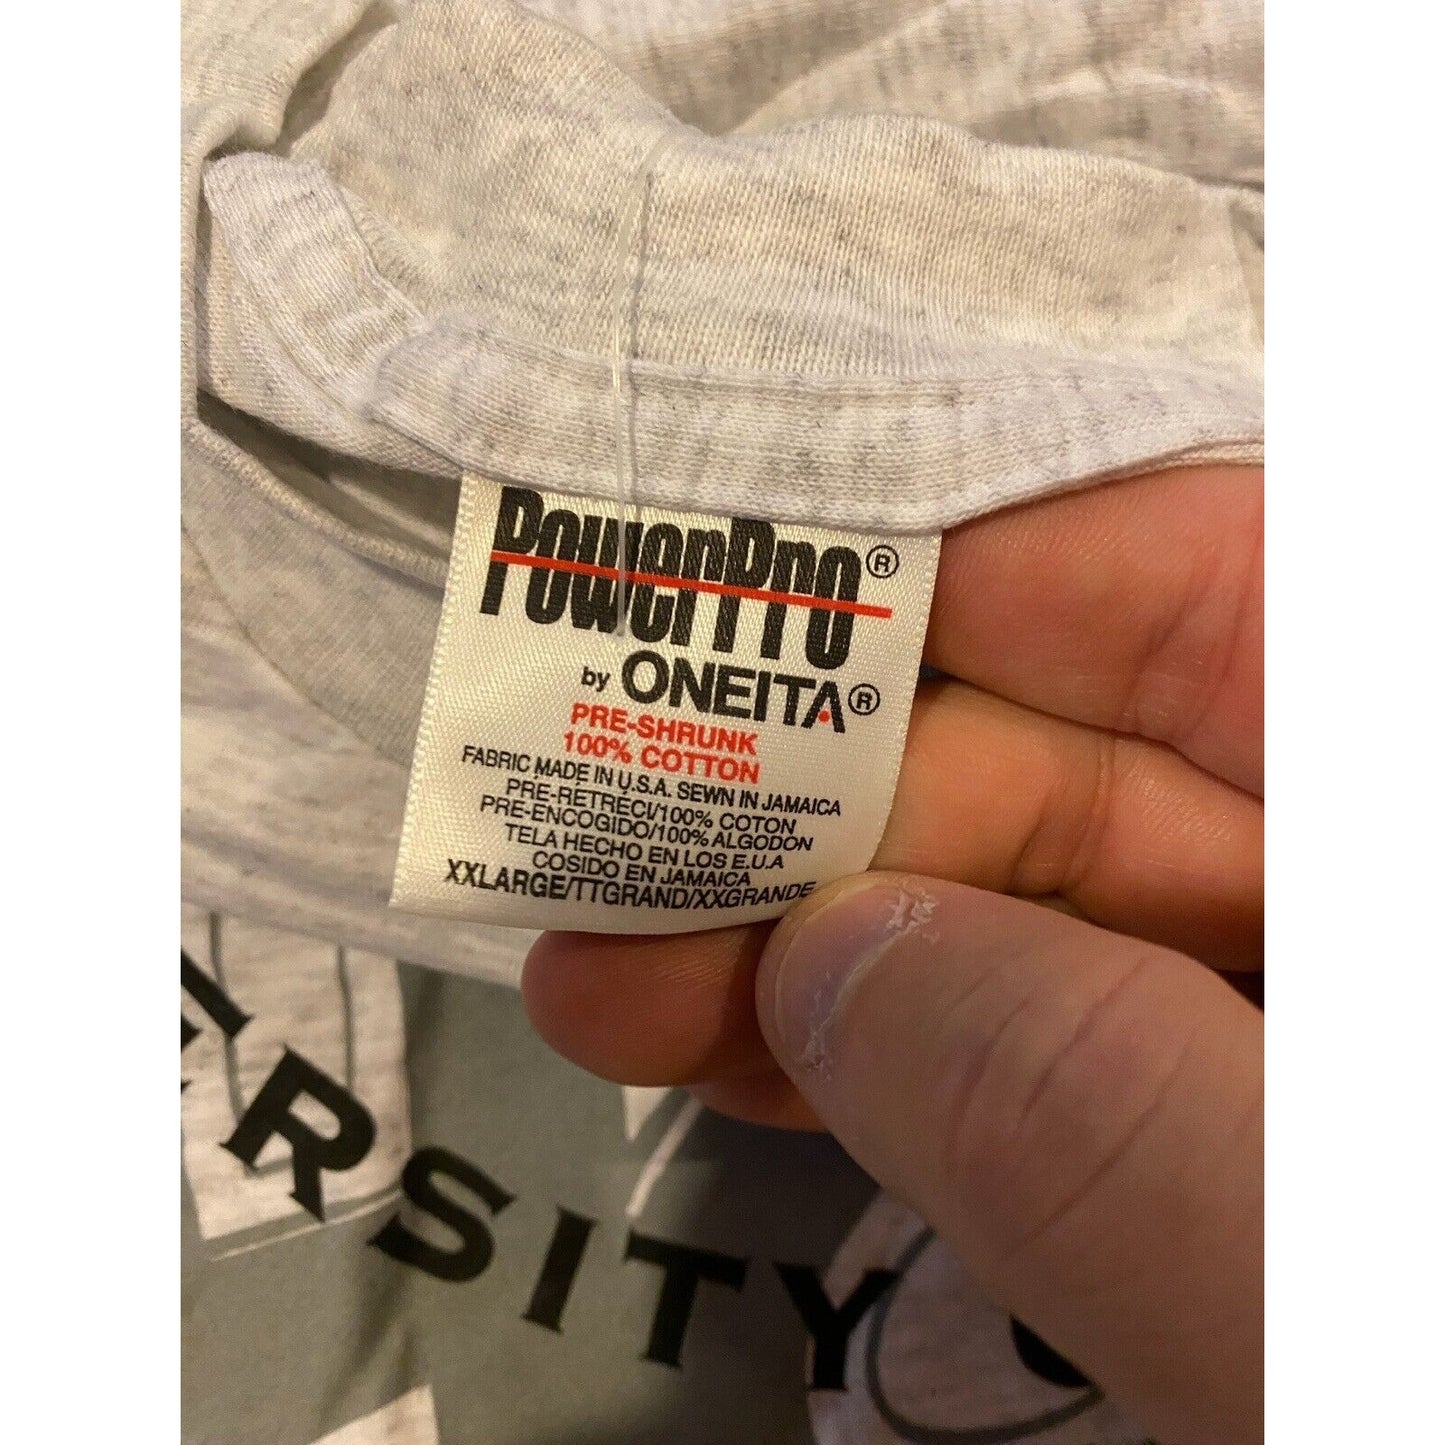 PowerPro®
by ONEITA®
PRE-SHRUNK
100% COTTON
FABRIC MADE IN U.S.A. SEWN IN JAMAICA
PRE-RÉTRECI/100% COTON
PRE-ENCOGIDO/100% ALGODON
TELA HECHO EN LOS E.U.A
COSIDO EN JAMAICA
XXLARGE/TTGRAND/XXGRANDE
ERSITY